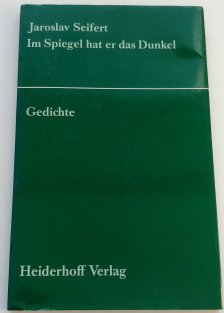 Jaroslav Seifert
Im Spiegel hat er das Dunkel
Gedichte
Heiderhoff Verlag